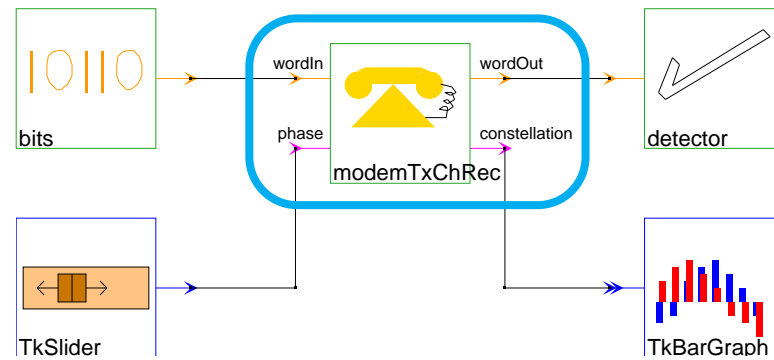 wordIn
wordOut
bits
phase
constellation
detector
modemTxChRec
TkSlider
TkBarGraph